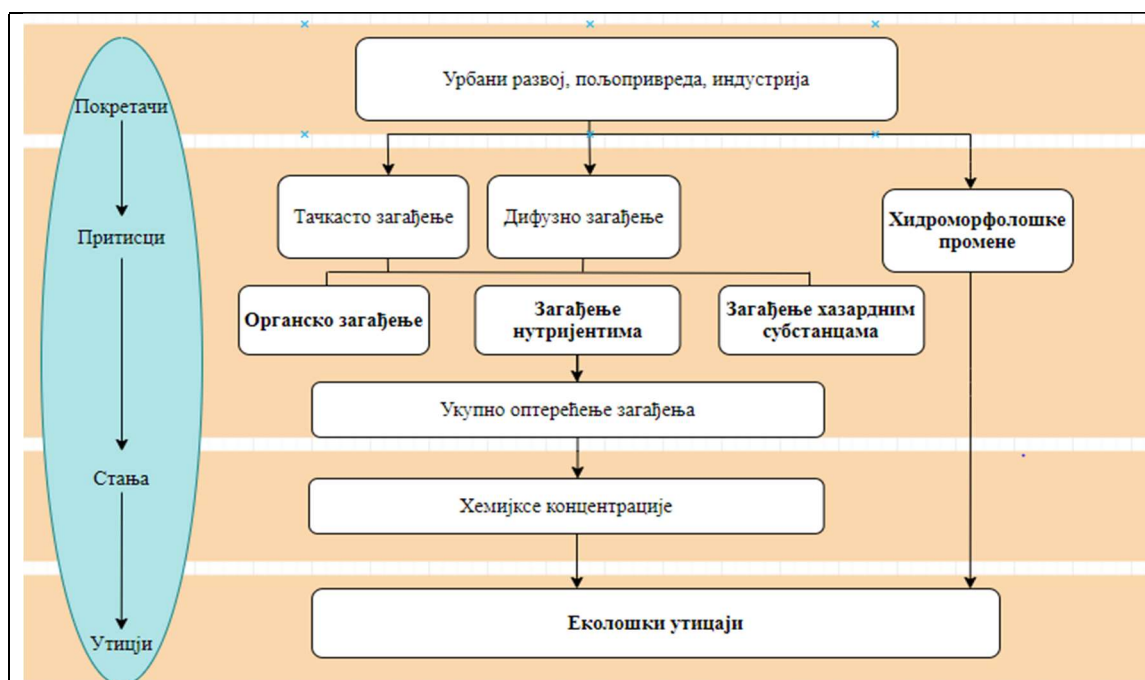 Урбани развој, пољопривреда, индустрија
Покретачи
Тачкасто загађење
Дифузно загађење
Хидроморфолошке
промене
Притисци
Органско загађење
Загађење
нутријентима
Загађење хазардним
субстанцама
Укупно оптерећење загађења
Стања
Хемијксе концентрације
Еколошки утицаји
Утицји